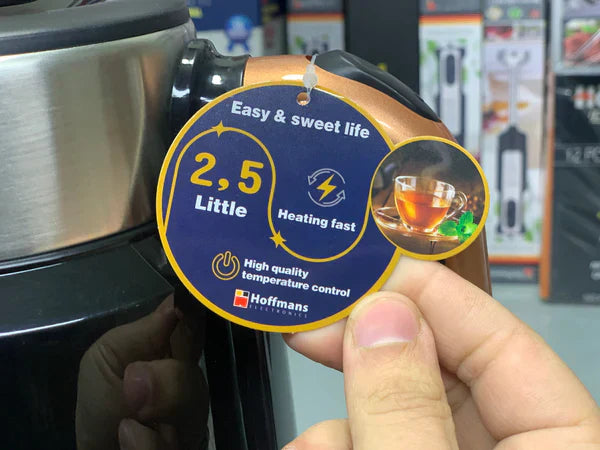 Easy & sweet life
2,5
Little
Heating fast
High quality
temperature control
Hoffmans
ELECTRONICS